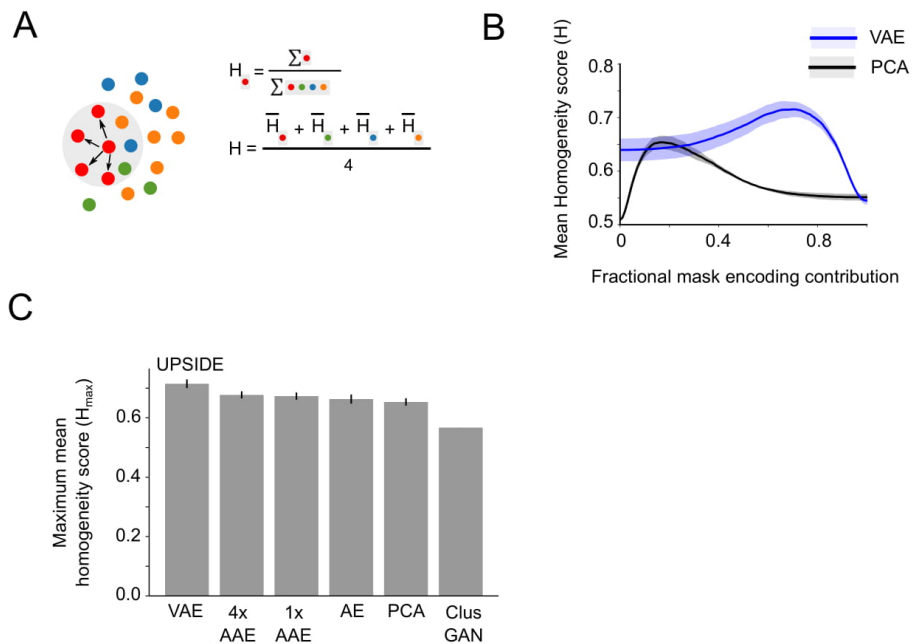 A
H = Σ
Σ
H = H + H + H + H
4
B
VAE
PCA
Mean Homogeneity score (H)
0.8
0.7
0.6
0.5
0 0.4 0.8
Fractional mask encoding contribution
C
UPSIDE
Maximum mean
homogeneity score (Hmax)
0.6
0.4
0.2
0.0
VAE 4x 1x AE PCA Clus
AAE AAE GAN